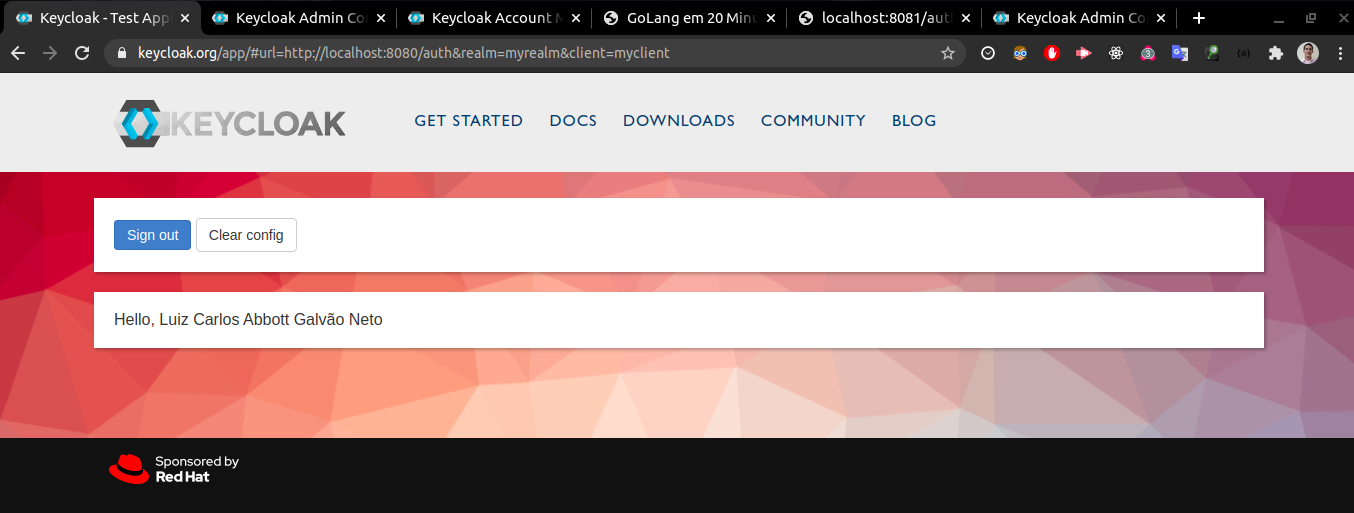 Keycloak - Test Appl
Keycloak Admin Co
Keycloak Account M
GoLang em 20 Minu
localhost:8081/aut
Keycloak Admin Co
keycloak.org/app/#url=http://localhost:8080/auth&realm=myrealm&client=myclient
KEYCLOAK
GET STARTED
DOCS
DOWNLOADS
COMMUNITY
BLOG
Sign out
Clear config
Hello, Luiz Carlos Abbott Galvão Neto
Sponsored by
Red Hat